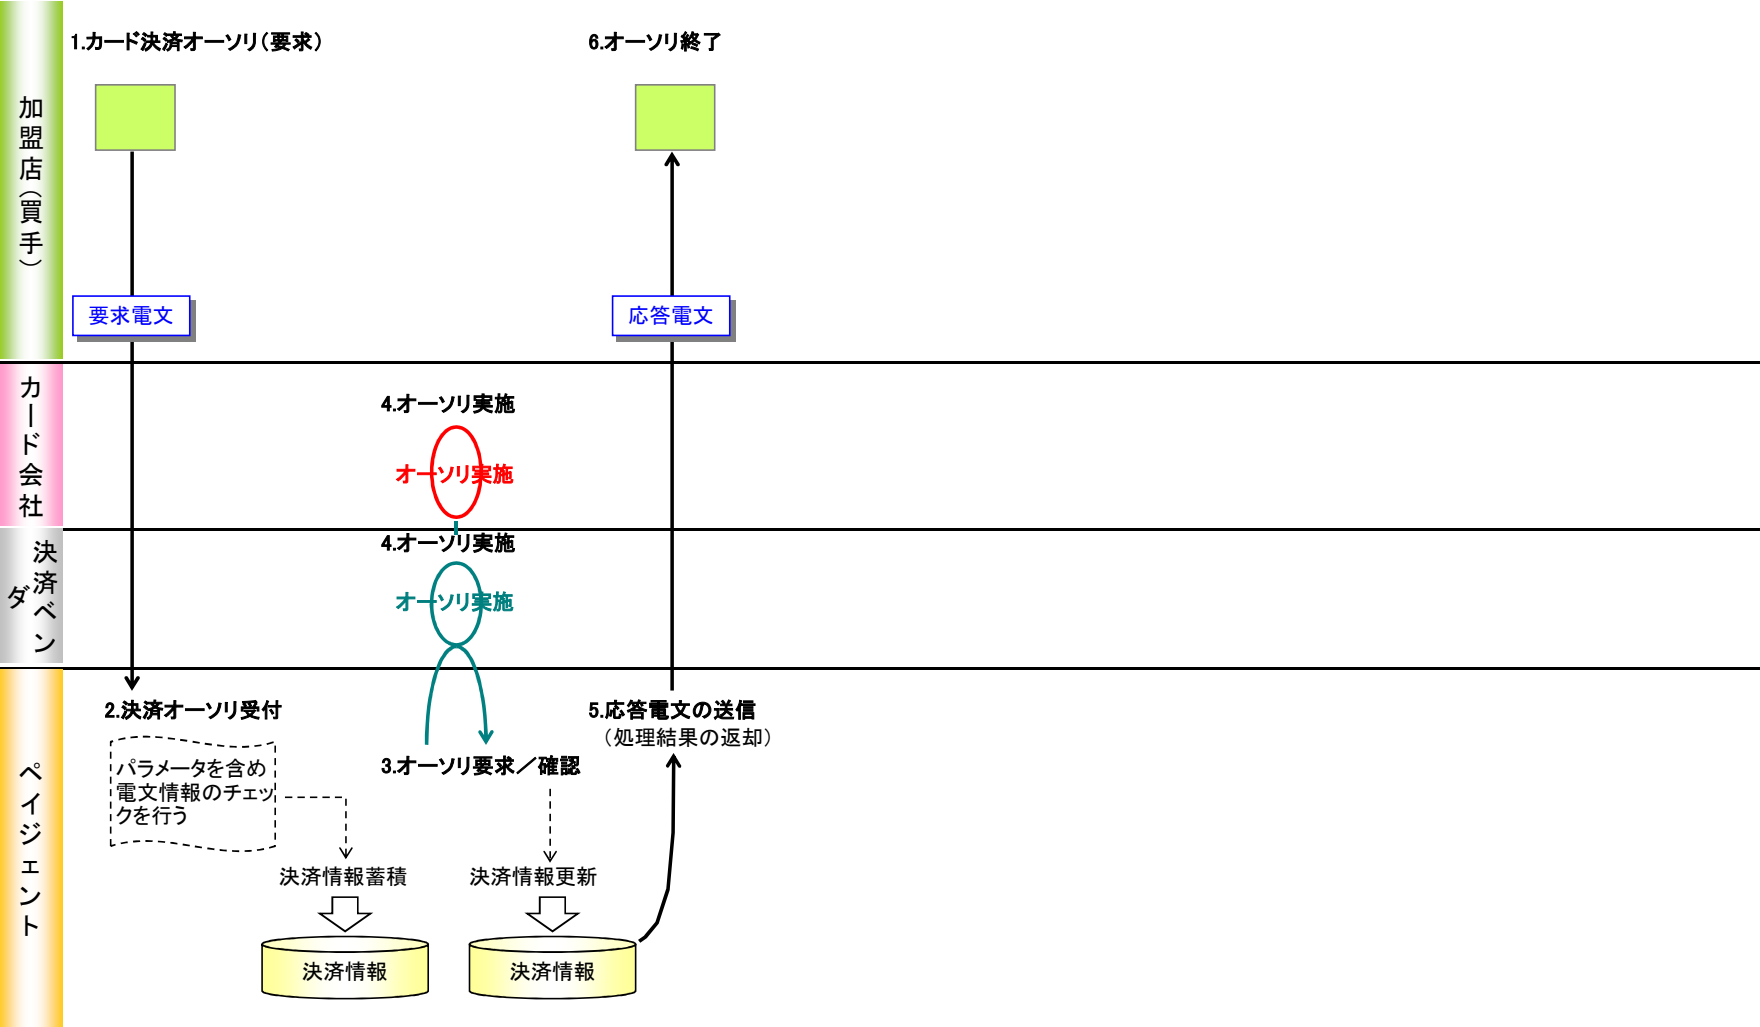 加盟店(買手)
1.カード決済オーソリ(要求)
6.オーソリ終了
要求電文
応答電文
カード会社
4.オーソリ実施
オーソリ実施
決済ベンダ
4.オーソリ実施
オーソリ実施
ペイジェント
2.決済オーソリ受付
パラメータを含め
電文情報のチェッ
クを行う
3.オーソリ要求／確認
5.応答電文の送信
(処理結果の返却)
決済情報蓄積
決済情報更新
決済情報
決済情報